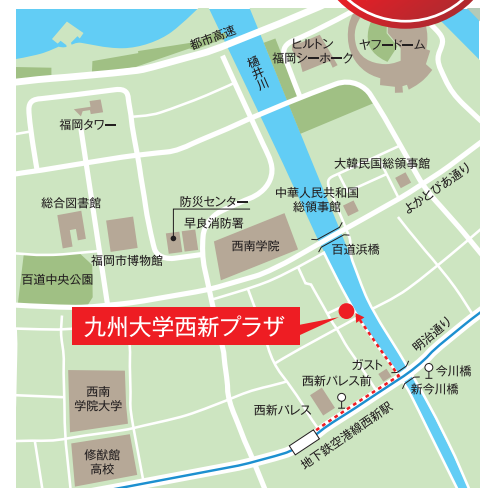 都市高速
樋井川
ヒルトン
福岡シーホーク
ヤフードーム
福岡タワー
大韓民国総領事館
よかとぴあ通り
総合図書館
防災センター
早良消防署
中華人民共和国
総領事館
福岡市博物館
西南学院
百道浜橋
百道中央公園
九州大学西新プラザ
明治通り
ガスト
今川橋
西新パレス前
新今川橋
西南
学院大学
西新パレス
地下鉄空港線西新駅
修猷館
高校